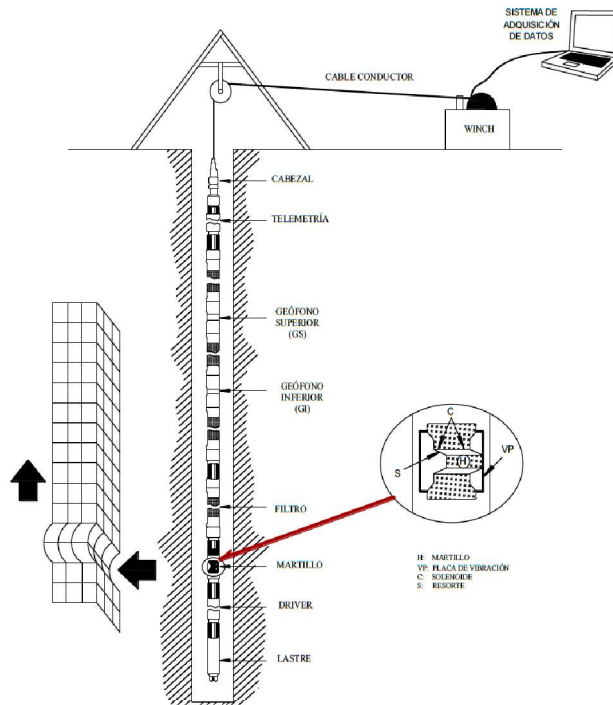 SISTEMA DE
ADQUISICIÓN
DE DATOS
CABLE CONDUCTOR
WINCH
CABEZAL
TELEMETRÍA
GEÓFONO
SUPERIOR
(GS)
GEÓFONO
INFERIOR
(GI)
C
VP
H
S
FILTRO
MARTILLO
H: MARTILLO
VP: PLACA DE VIBRACIÓN
C: SOLENOIDE
S: RESORTE
DRIVER
LASTRE